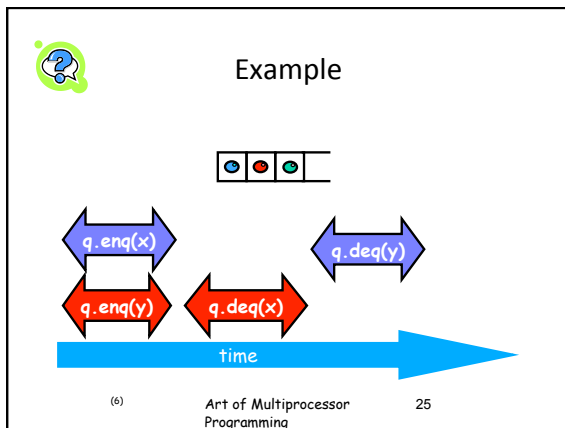 Example
q.enq(x)
q.deq(y)
q.enq(y)
q.deq(x)
time
(6)
Art of Multiprocessor
Programming
25